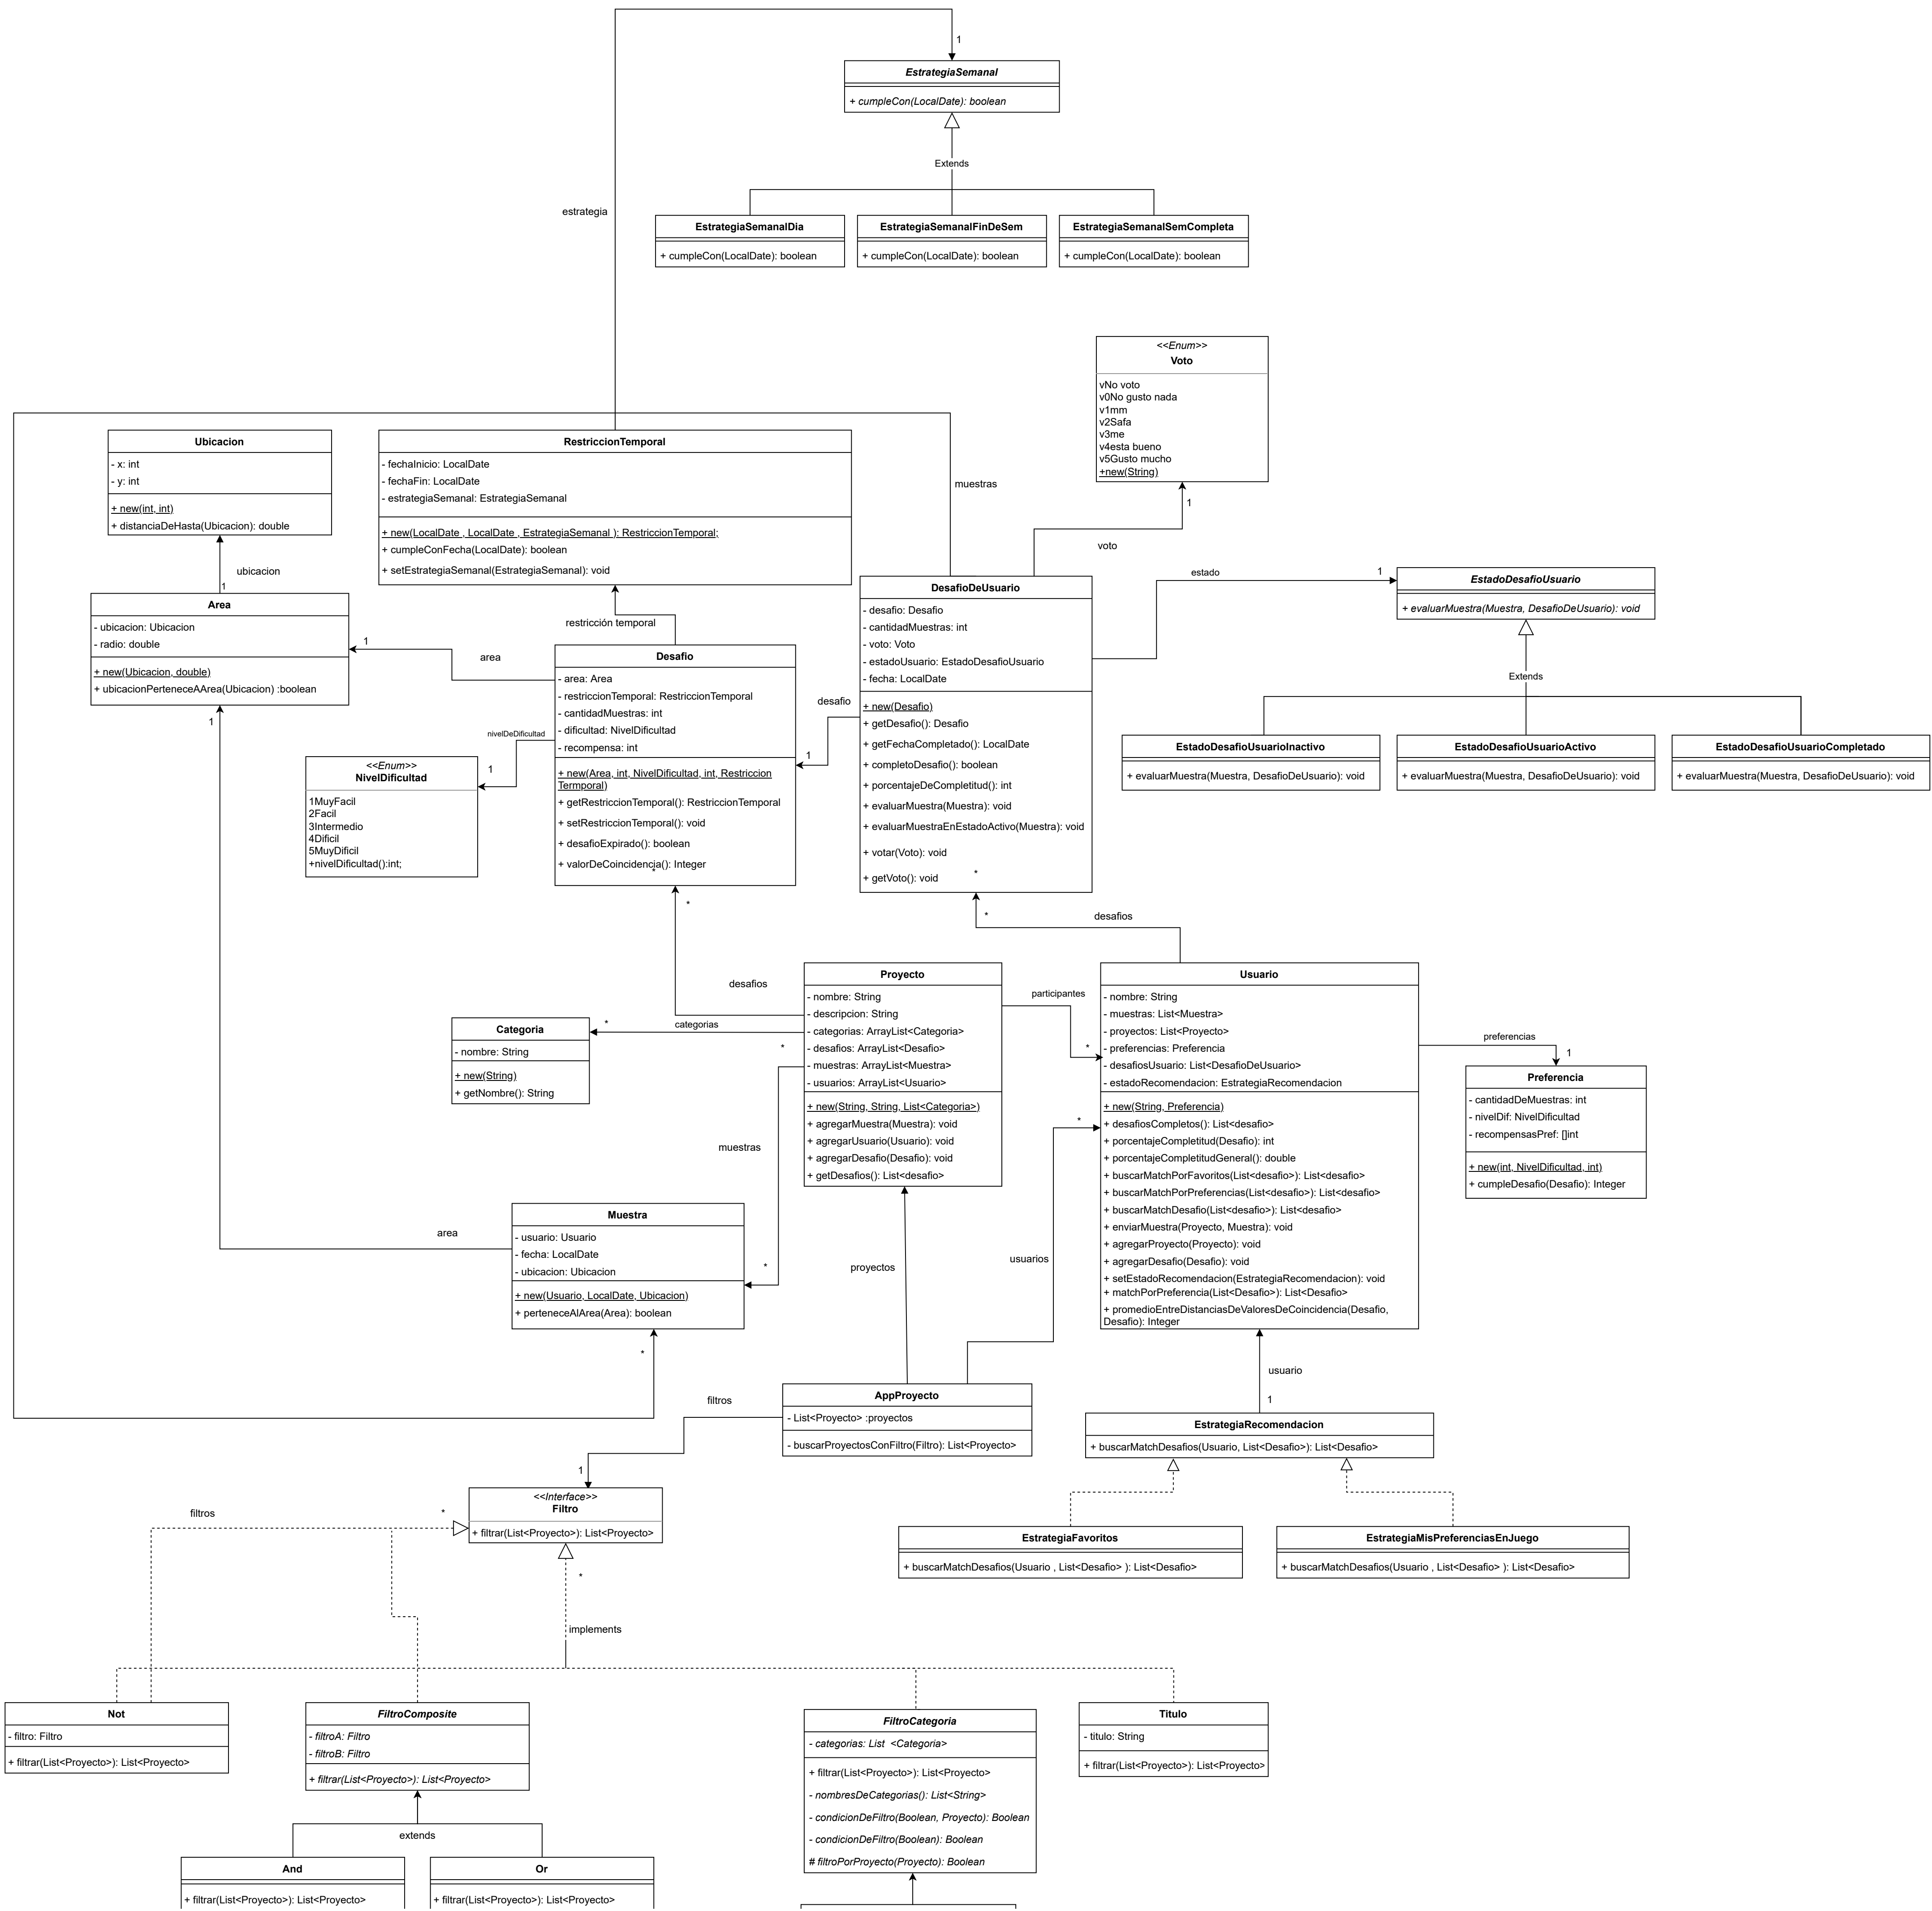 1
EstrategiaSemanal
+ cumpleCon(LocalDate): boolean
Extends
estrategia
EstrategiaSemanalDia
+ cumpleCon(LocalDate): boolean
EstrategiaSemanalFinDeSem
+ cumpleCon(LocalDate): boolean
EstrategiaSemanalSemCompleta
+ cumpleCon(LocalDate): boolean
<<Enum>>
Voto
vNo voto
v0No gusto nada
v1mm
v2Safa
v3me
v4esta bueno
v5Gusto mucho
+new(String)
1
voto
muestras
Ubicacion
- x: int
- y: int
+ new(int, int)
+ distanciaDeHasta(Ubicacion): double
ubicacion
1
RestriccionTemporal
- fechaInicio: LocalDate
- fechaFin: LocalDate
- estrategiaSemanal: EstrategiaSemanal
+ new(LocalDate , LocalDate , EstrategiaSemanal ): RestriccionTemporal;
+ cumpleConFecha(LocalDate): boolean
+ setEstrategiaSemanal(EstrategiaSemanal): void
restricción temporal
Area
- ubicacion: Ubicacion
- radio: double
+ new(Ubicacion, double)
+ ubicacionPerteneceAArea(Ubicacion) :boolean
1
area
1
Desafio
- area: Area
- restriccionTemporal: RestriccionTemporal
- cantidadMuestras: int
- dificultad: NivelDificultad
- recompensa: int
+ new(Area, int, NivelDificultad, int, Restriccion
Termporal)
+ getRestriccionTemporal(): RestriccionTemporal
+ setRestriccionTemporal(): void
+ desafioExpirado(): boolean
+ valorDeCoincidencia(): Integer
*
*
desafio
1
DesafioDeUsuario
- desafio: Desafio
- cantidadMuestras: int
- voto: Voto
- estadoUsuario: EstadoDesafioUsuario
- fecha: LocalDate
+ new(Desafio)
+ getDesafio(): Desafio
+ getFechaCompletado(): LocalDate
+ completoDesafio(): boolean
+ porcentajeDeCompletitud(): int
+ evaluarMuestra(Muestra): void
+ evaluarMuestraEnEstadoActivo(Muestra): void
+ votar(Voto): void
+ getVoto(): void
*
*
desafios
estado
1
EstadoDesafioUsuario
+ evaluarMuestra(Muestra, DesafioDeUsuario): void
Extends
EstadoDesafioUsuarioInactivo
+ evaluarMuestra(Muestra, DesafioDeUsuario): void
EstadoDesafioUsuarioActivo
+ evaluarMuestra(Muestra, DesafioDeUsuario): void
EstadoDesafioUsuarioCompletado
+ evaluarMuestra(Muestra, DesafioDeUsuario): void
nivelDeDificultad
1
<<Enum>>
NivelDificultad
1MuyFacil
2Facil
3Intermedio
4Dificil
5MuyDificil
+nivelDificultad():int;
desafios
categorias
*
Categoria
- nombre: String
+ new(String)
+ getNombre(): String
Proyecto
- nombre: String
- descripcion: String
- categorias: ArrayList<Categoria>
- desafios: ArrayList<Desafio>
- muestras: ArrayList<Muestra>
- usuarios: ArrayList<Usuario>
+ new(String, String, List<Categoria>)
+ agregarMuestra(Muestra): void
+ agregarUsuario(Usuario): void
+ agregarDesafio(Desafio): void
+ getDesafios(): List<desafio>
*
participantes
*
Usuario
- nombre: String
- muestras: List<Muestra>
- proyectos: List<Proyecto>
- preferencias: Preferencia
- desafiosUsuario: List<DesafioDeUsuario>
- estadoRecomendacion: EstrategiaRecomendacion
+ new(String, Preferencia)
+ desafiosCompletos(): List<desafio>
+ porcentajeCompletitud(Desafio): int
+ porcentajeCompletitudGeneral(): double
+ buscarMatchPorFavoritos(List<desafio>): List<desafio>
+ buscarMatchPorPreferencias(List<desafio>): List<desafio>
+ buscarMatchDesafio(List<desafio>): List<desafio>
+ enviarMuestra(Proyecto, Muestra): void
+ agregarProyecto(Proyecto): void
+ agregarDesafio(Desafio): void
+ setEstadoRecomendacion(EstrategiaRecomendacion): void
+ matchPorPreferencia(List<Desafio>): List<Desafio>
+ promedioEntreDistanciasDeValoresDeCoincidencia(Desafio,
Desafio): Integer
preferencias
1
Preferencia
- cantidadDeMuestras: int
- nivelDif: NivelDificultad
- recompensasPref: []int
+ new(int, NivelDificultad, int)
+ cumpleDesafio(Desafio): Integer
muestras
*
area
Muestra
- usuario: Usuario
- fecha: LocalDate
- ubicacion: Ubicacion
+ new(Usuario, LocalDate, Ubicacion)
+ perteneceAlArea(Area): boolean
*
proyectos
usuarios
*
usuario
1
AppProyecto
- List<Proyecto> :proyectos
- buscarProyectosConFiltro(Filtro): List<Proyecto>
filtros
1
EstrategiaRecomendacion
+ buscarMatchDesafios(Usuario, List<Desafio>): List<Desafio>
EstrategiaFavoritos
+ buscarMatchDesafios(Usuario , List<Desafio> ): List<Desafio>
EstrategiaMisPreferenciasEnJuego
+ buscarMatchDesafios(Usuario , List<Desafio> ): List<Desafio>
<<Interface>>
Filtro
+ filtrar(List<Proyecto>): List<Proyecto>
filtros
*
*
implements
Not
- filtro: Filtro
+ filtrar(List<Proyecto>): List<Proyecto>
FiltroComposite
- filtroA: Filtro
- filtroB: Filtro
+ filtrar(List<Proyecto>): List<Proyecto>
extends
And
+ filtrar(List<Proyecto>): List<Proyecto>
Or
+ filtrar(List<Proyecto>): List<Proyecto>
FiltroCategoria
- categorias: List <Categoria>
+ filtrar(List<Proyecto>): List<Proyecto>
- nombresDeCategorias(): List<String>
- condicionDeFiltro(Boolean, Proyecto): Boolean
- condicionDeFiltro(Boolean): Boolean
# filtroPorProyecto(Proyecto): Boolean
Titulo
- titulo: String
+ filtrar(List<Proyecto>): List<Proyecto>